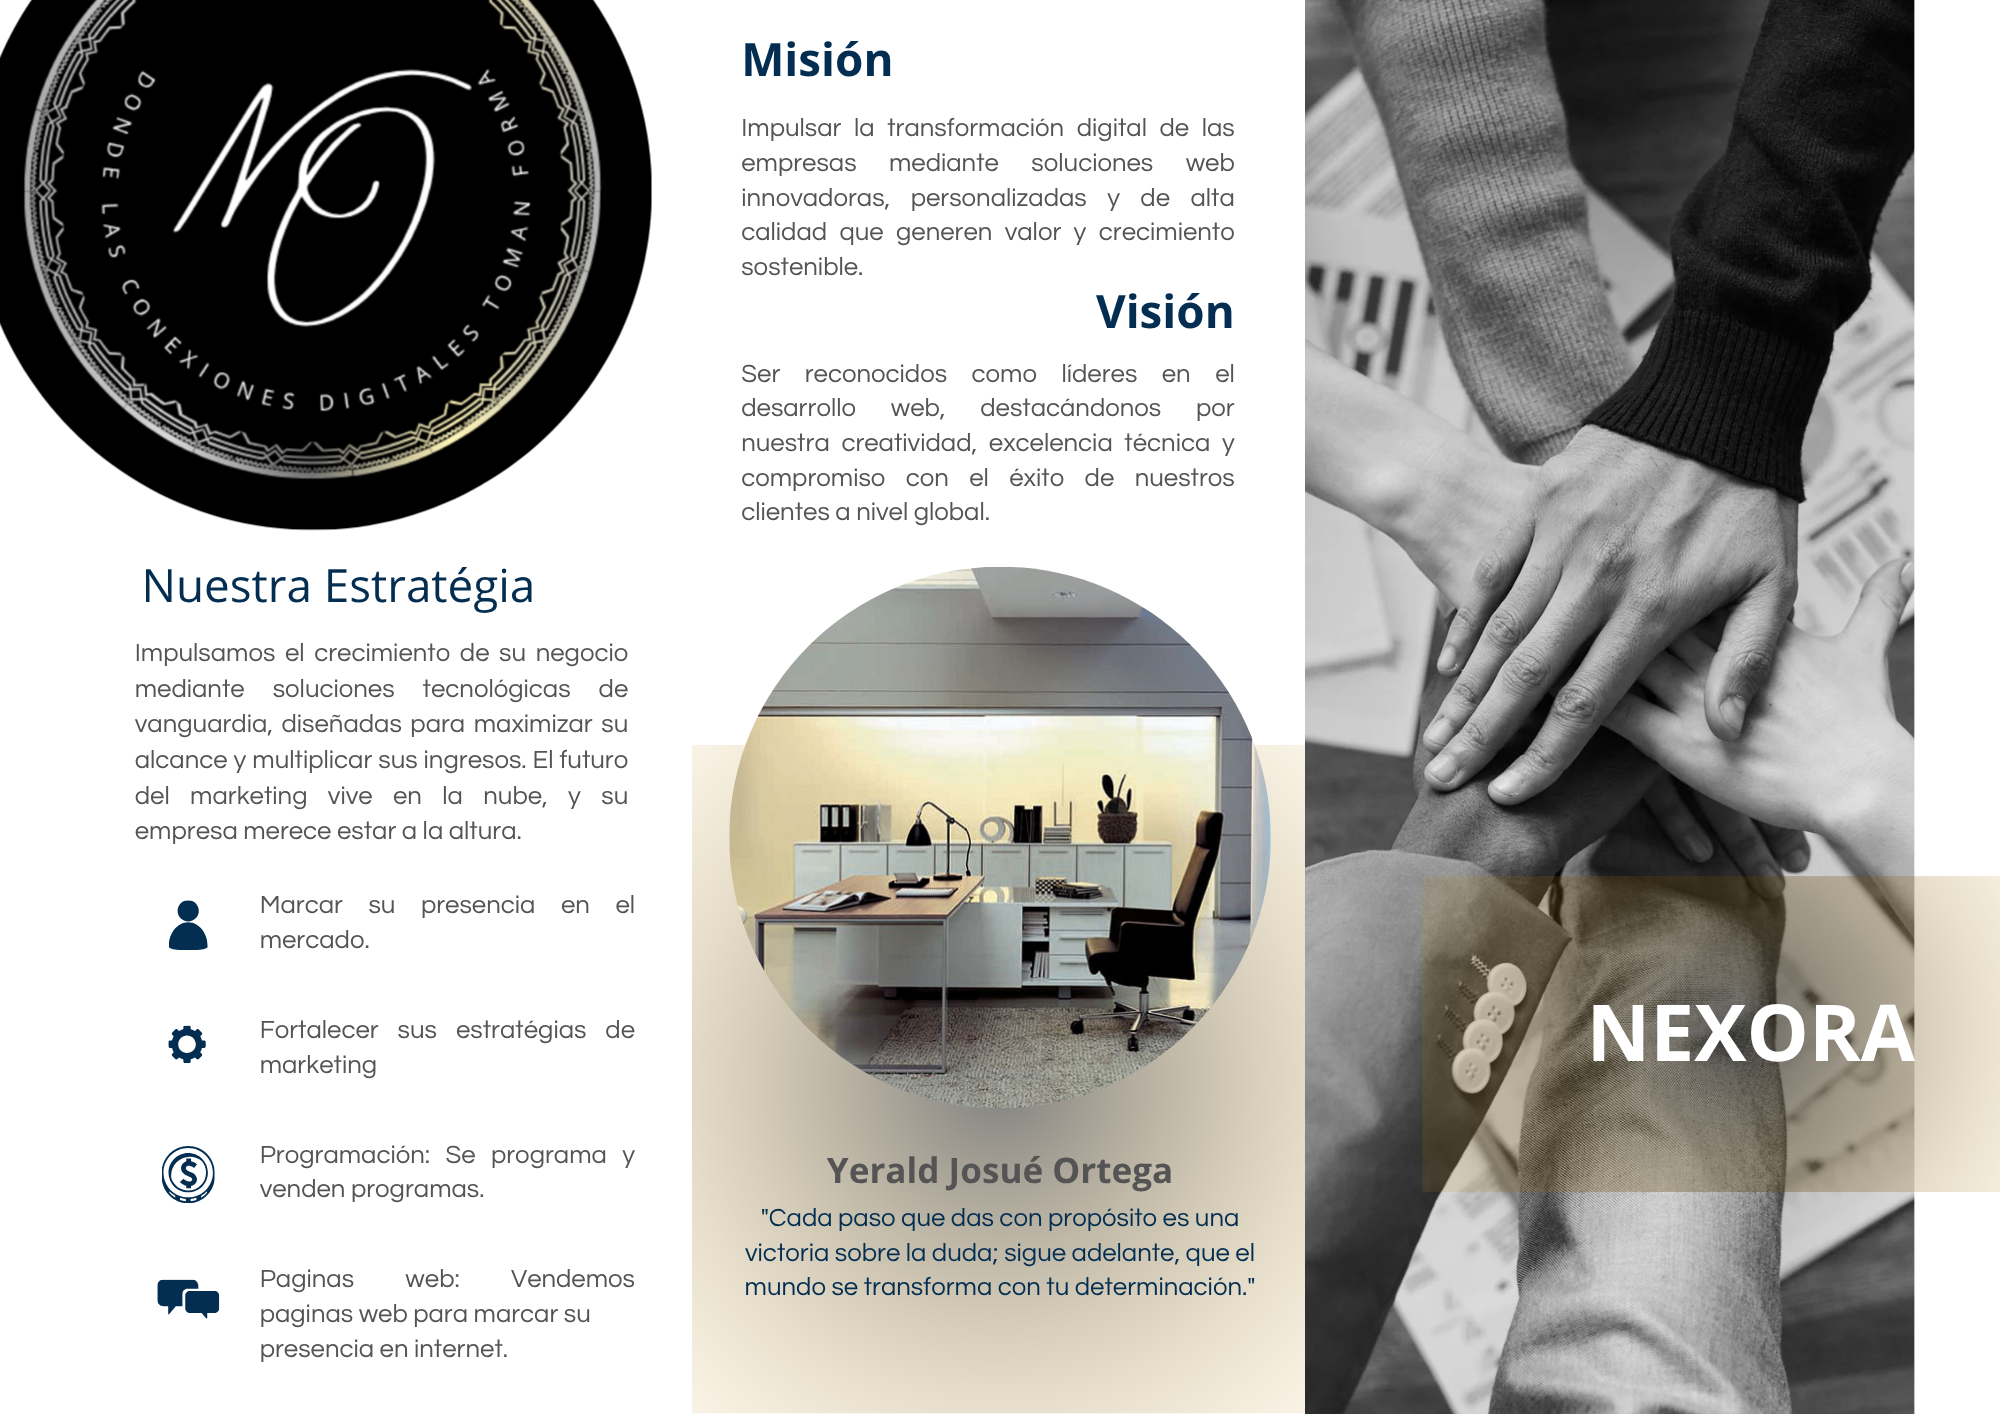 NO
DONDE LAS CONEXIONES DIGITALES TOMAN FORMA
Nuestra Estratégia
Impulsamos el crecimiento de su negocio
mediante soluciones tecnológicas de
vanguardia, diseñadas para maximizar su
alcance y multiplicar sus ingresos. El futuro
del marketing vive en la nube, y su
empresa merece estar a la altura.
Marcar su presencia en el
mercado.
Fortalecer sus estratégias de
marketing
$
Programación: Se programa y
venden programas.
Paginas web: Vendemos
paginas web para marcar su
presencia en internet.
Misión
Impulsar la transformación digital de las
empresas mediante soluciones web
innovadoras, personalizadas y de alta
calidad que generen valor y crecimiento
sostenible.
Visión
Ser reconocidos como líderes en el
desarrollo web, destacándonos por
nuestra creatividad, excelencia técnica y
compromiso con el éxito de nuestros
clientes a nivel global.
Yerald Josué Ortega
"Cada paso que das con propósito es una
victoria sobre la duda; sigue adelante, que el
mundo se transforma con tu determinación."
NEXORA